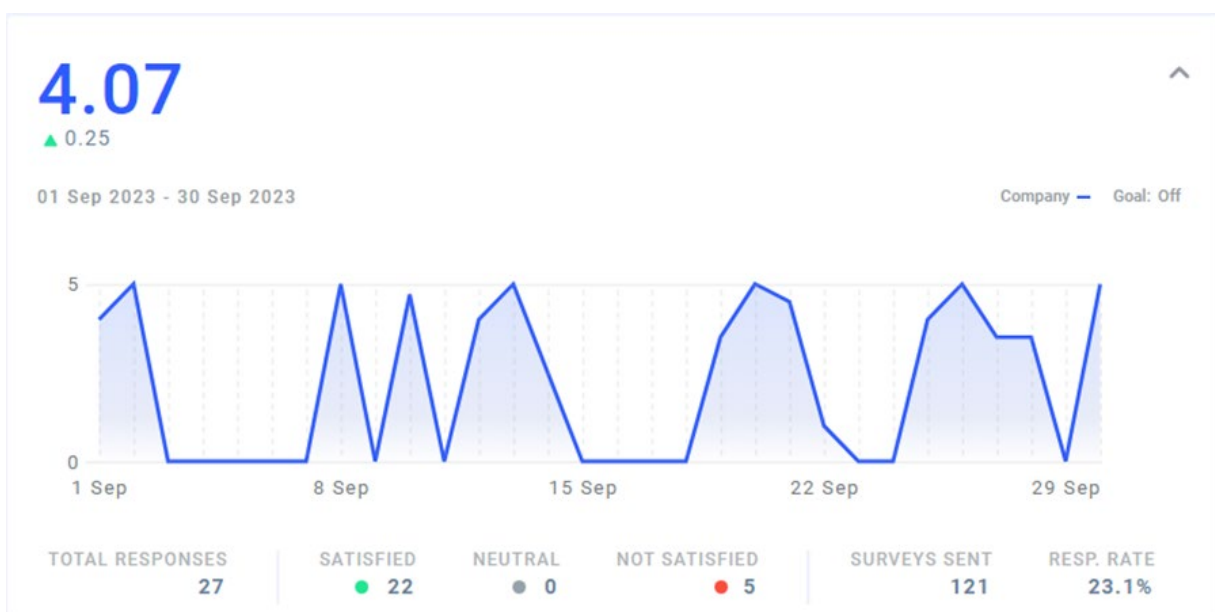 4.07
▲ 0.25
01 Sep 2023 - 30 Sep 2023 Company Goal: Off
5
0
1 Sep 8 Sep 15 Sep 22 Sep 29 Sep
TOTAL RESPONSES SATISFIED NEUTRAL NOT SATISFIED SURVEYS SENT RESP. RATE
27 22 0 5 121 23.1%